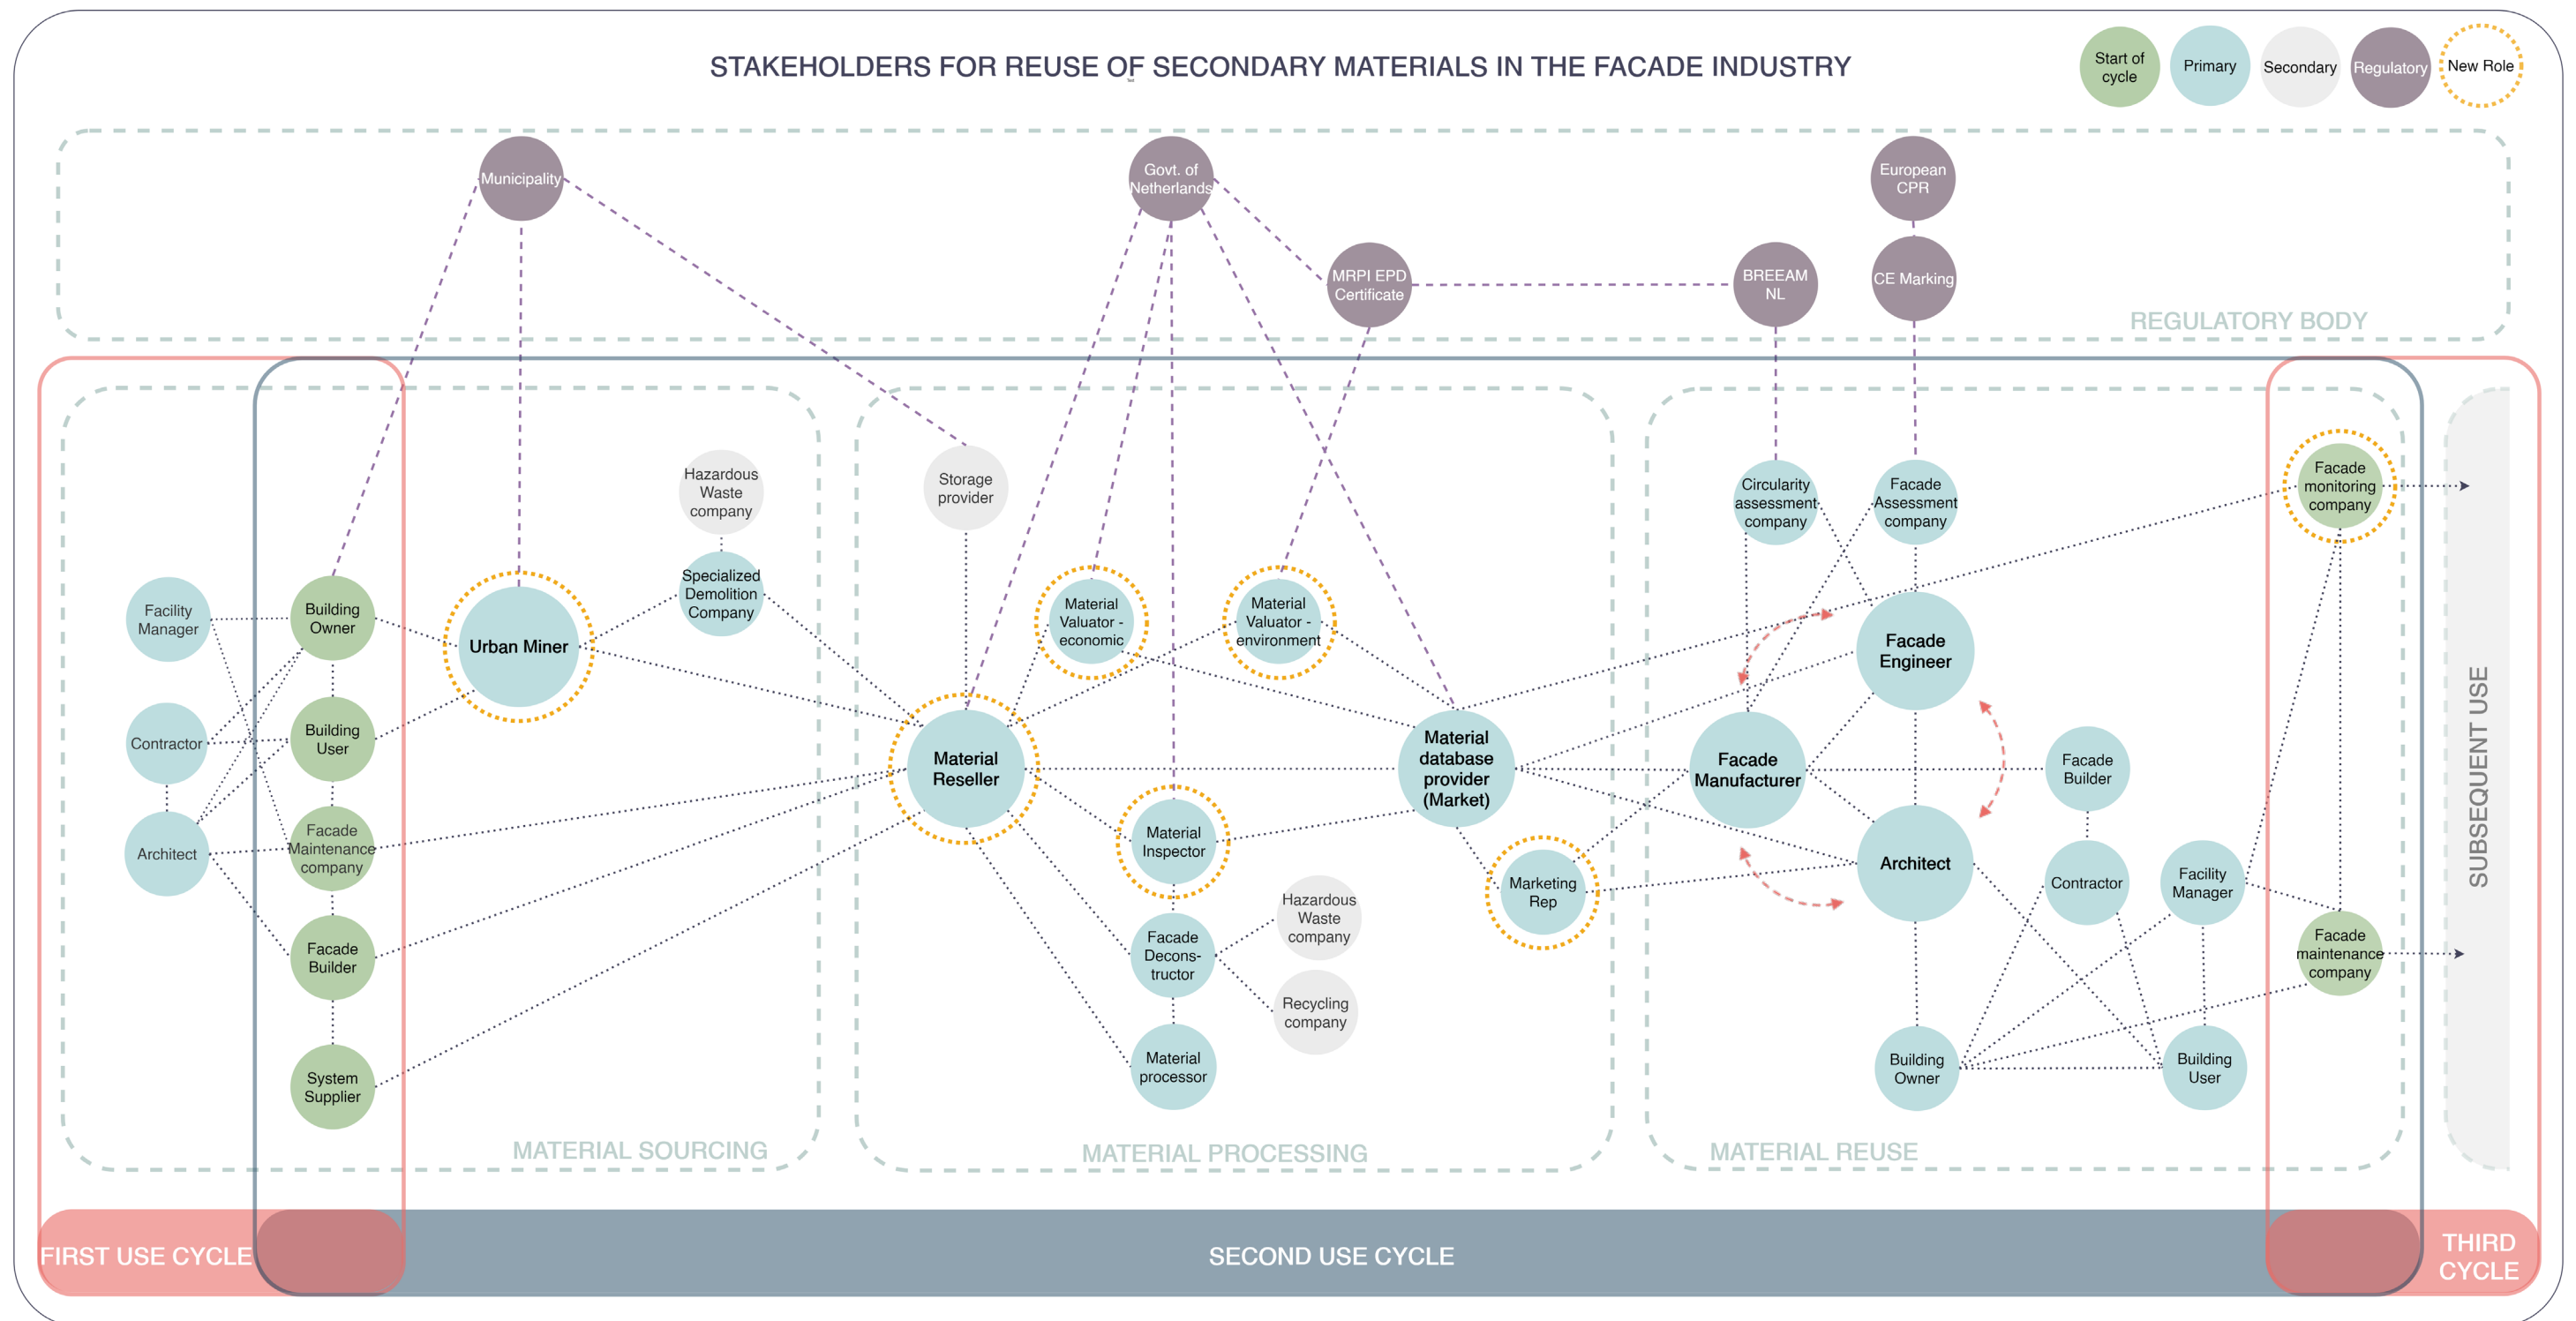 STAKEHOLDERS FOR REUSE OF SECONDARY MATERIALS IN THE FACADE INDUSTRY
Start of
cycle
Primary
Secondary
Regulatory
New Role
Municipality
Govt. of
Netherlands
European
CPR
MRPI EPD
Certificate
BREEAM
NL
CE Marking
REGULATORY BODY
Hazardous
Waste
company
Specialized
Demolition
Company
Facility
Manager
Building
Owner
Urban Miner
Contractor
Building
User
Architect
Facade
Maintenance
company
Facade
Builder
System
Supplier
MATERIAL SOURCING
Storage
provider
Material
Valuator -
economic
Material
Valuator -
environment
Material
Reseller
Material
database
provider
(Market)
Material
Inspector
Marketing
Rep
Facade
Decons-
tructor
Hazardous
Waste
company
Recycling
company
Material
processor
MATERIAL PROCESSING
Circularity
assessment
company
Facade
Assessment
company
Facade
monitoring
company
Facade
Engineer
Facade
Manufacturer
Facade
Builder
Architect
Contractor
Facility
Manager
Facade
maintenance
company
Building
Owner
Building
User
MATERIAL REUSE
SUBSEQUENT USE
FIRST USE CYCLE
SECOND USE CYCLE
THIRD
CYCLE